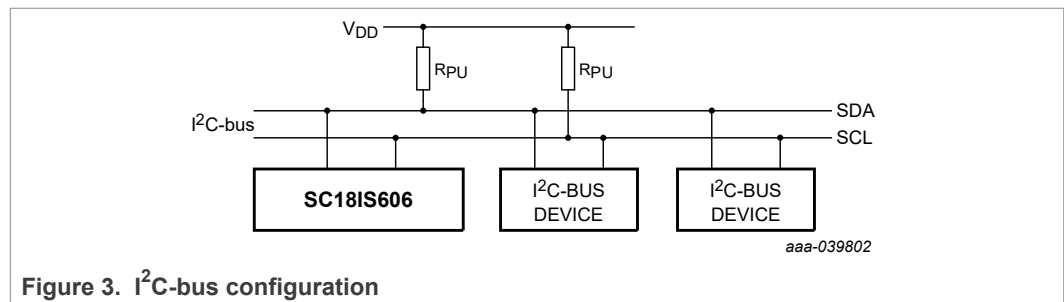 VDD
RPU RPU
SDA
I²C-bus
SCL
SC18IS606
I²C-BUS DEVICE
I²C-BUS DEVICE
aaa-039802
Figure 3. I²C-bus configuration